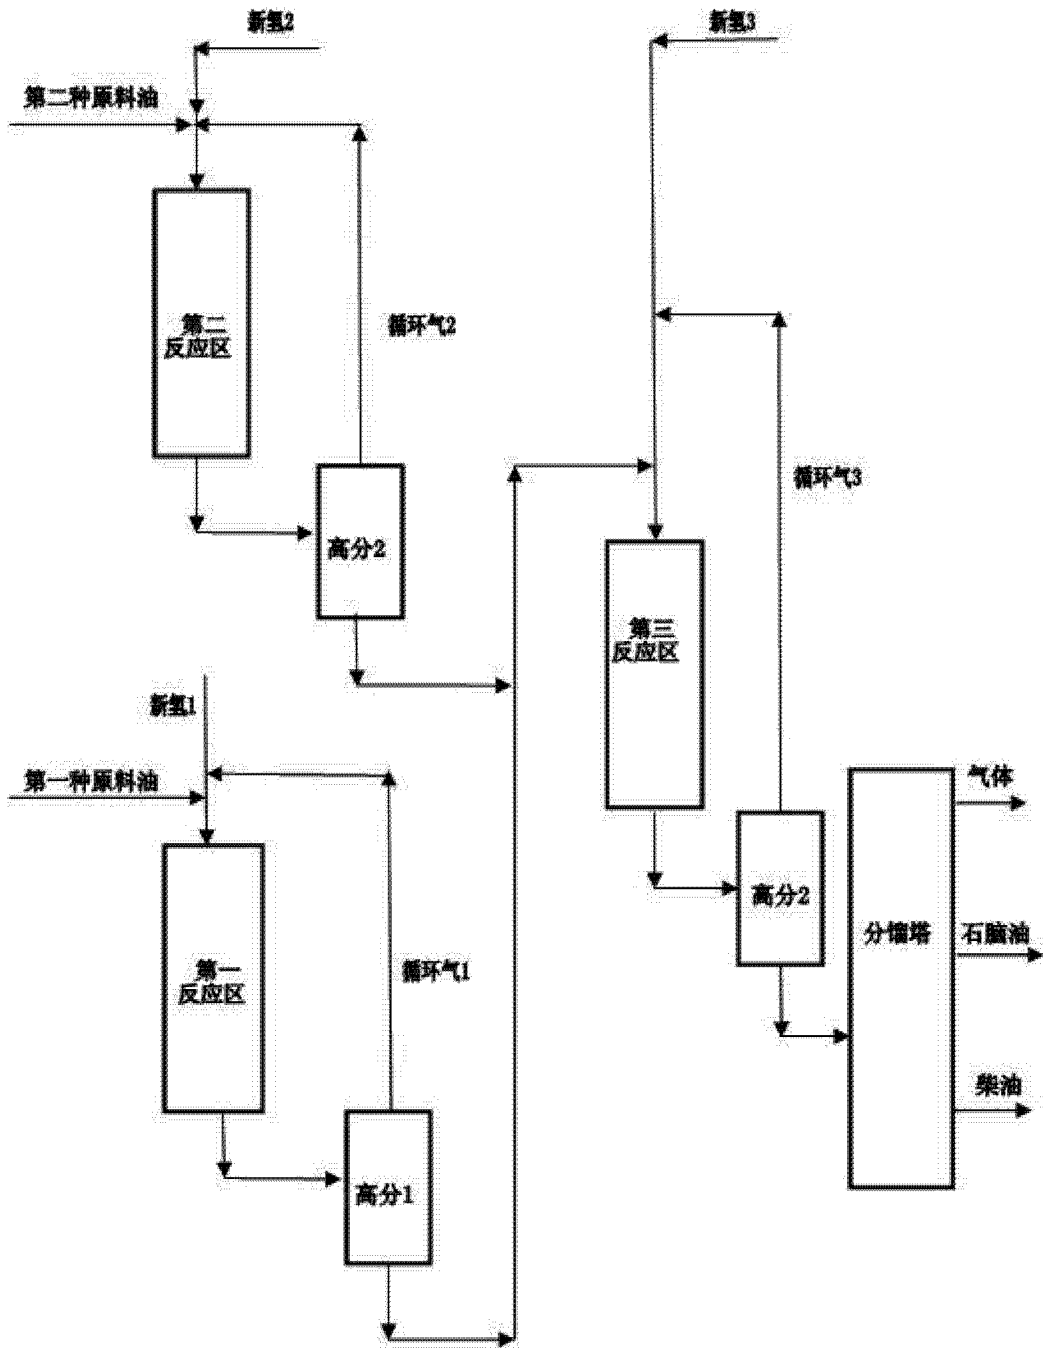 新氢2
新氢3
第二种原料油
第二
反应区
循环气2
高分2
循环气3
第三
反应区
新氢1
第一种原料油
气体
高分2
分馏塔
石脑油
第一
反应区
循环气1
柴油
高分1